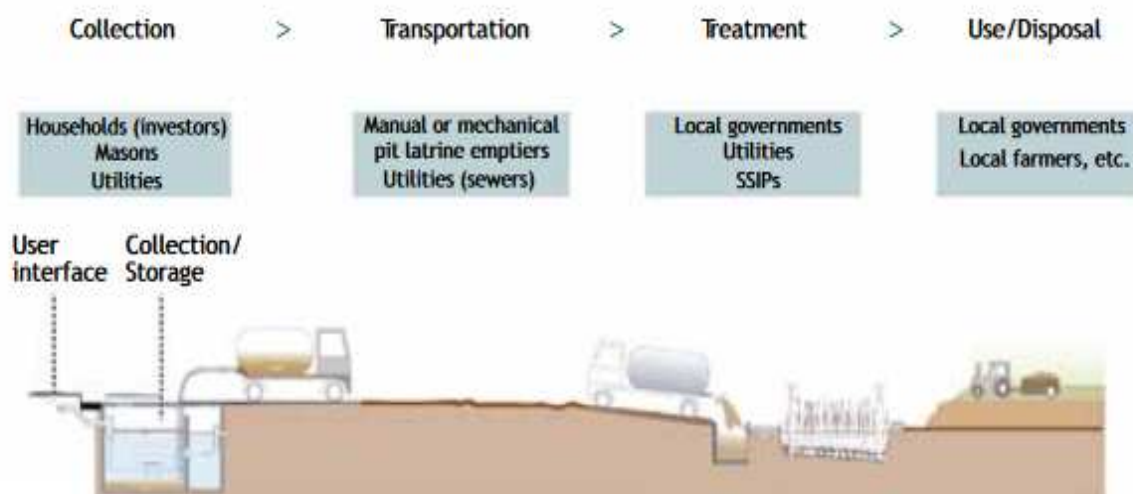 Collection > Transportation > Treatment > Use/Disposal
Households (investors)
Masons
Utilities
Manual or mechanical
pit latrine emptiers
Utilities (sewers)
Local governments
Utilities
SSIPs
Local governments
Local farmers, etc.
User
interface
Collection/
Storage